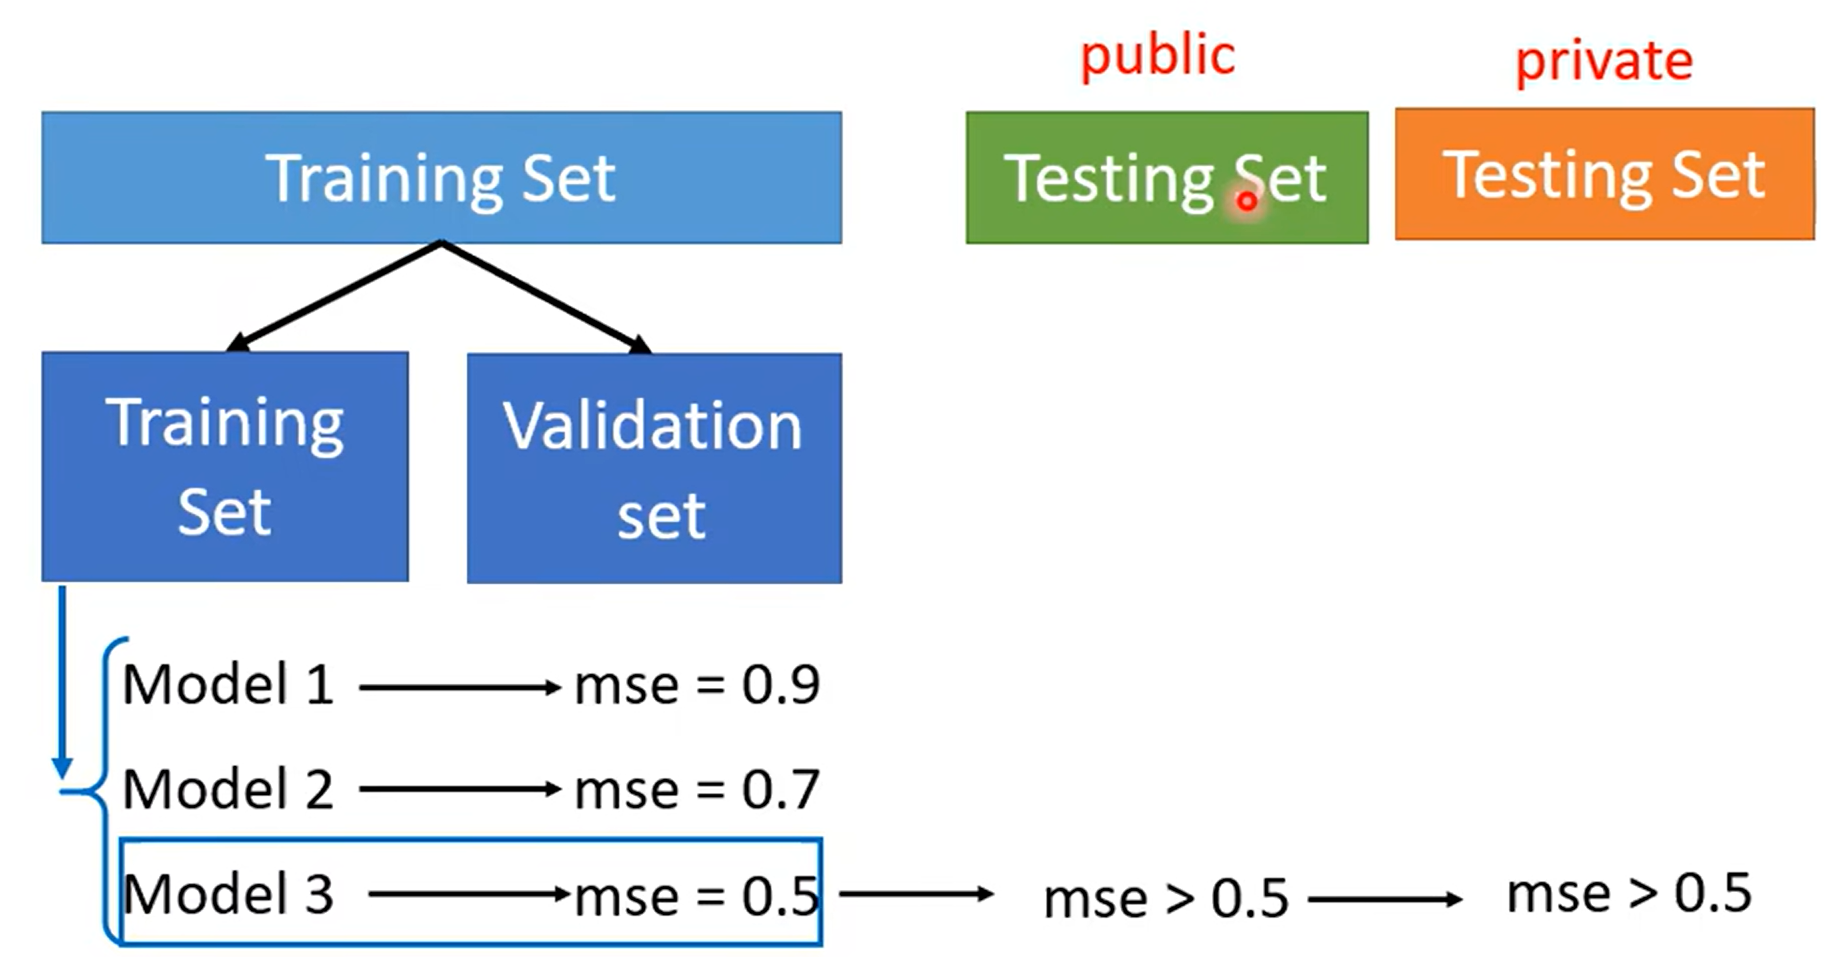 public
private
Training Set
Testing Set
Testing Set
Training
Set
Validation
set
Model 1
mse = 0.9
Model 2
mse = 0.7
Model 3
mse = 0.5
mse > 0.5
mse > 0.5